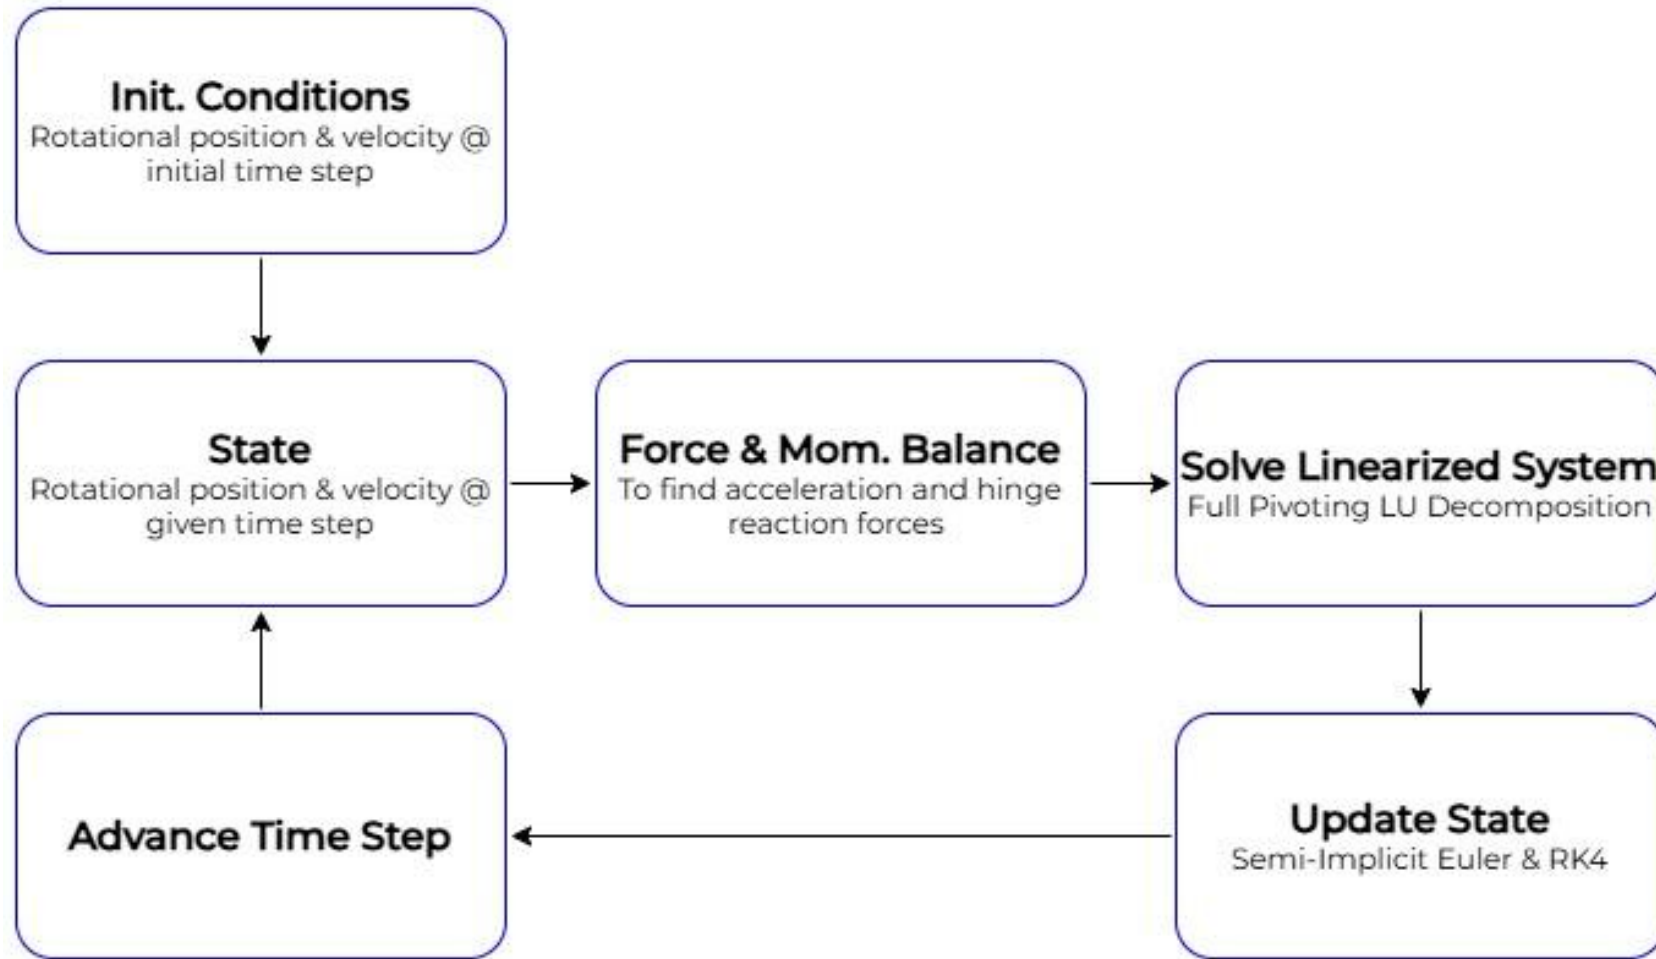 Init. Conditions
Rotational position & velocity @
initial time step
State
Rotational position & velocity @
given time step
Force & Mom. Balance
To find acceleration and hinge
reaction forces
Solve Linearized System
Full Pivoting LU Decomposition
Advance Time Step
Update State
Semi-Implicit Euler & RK4